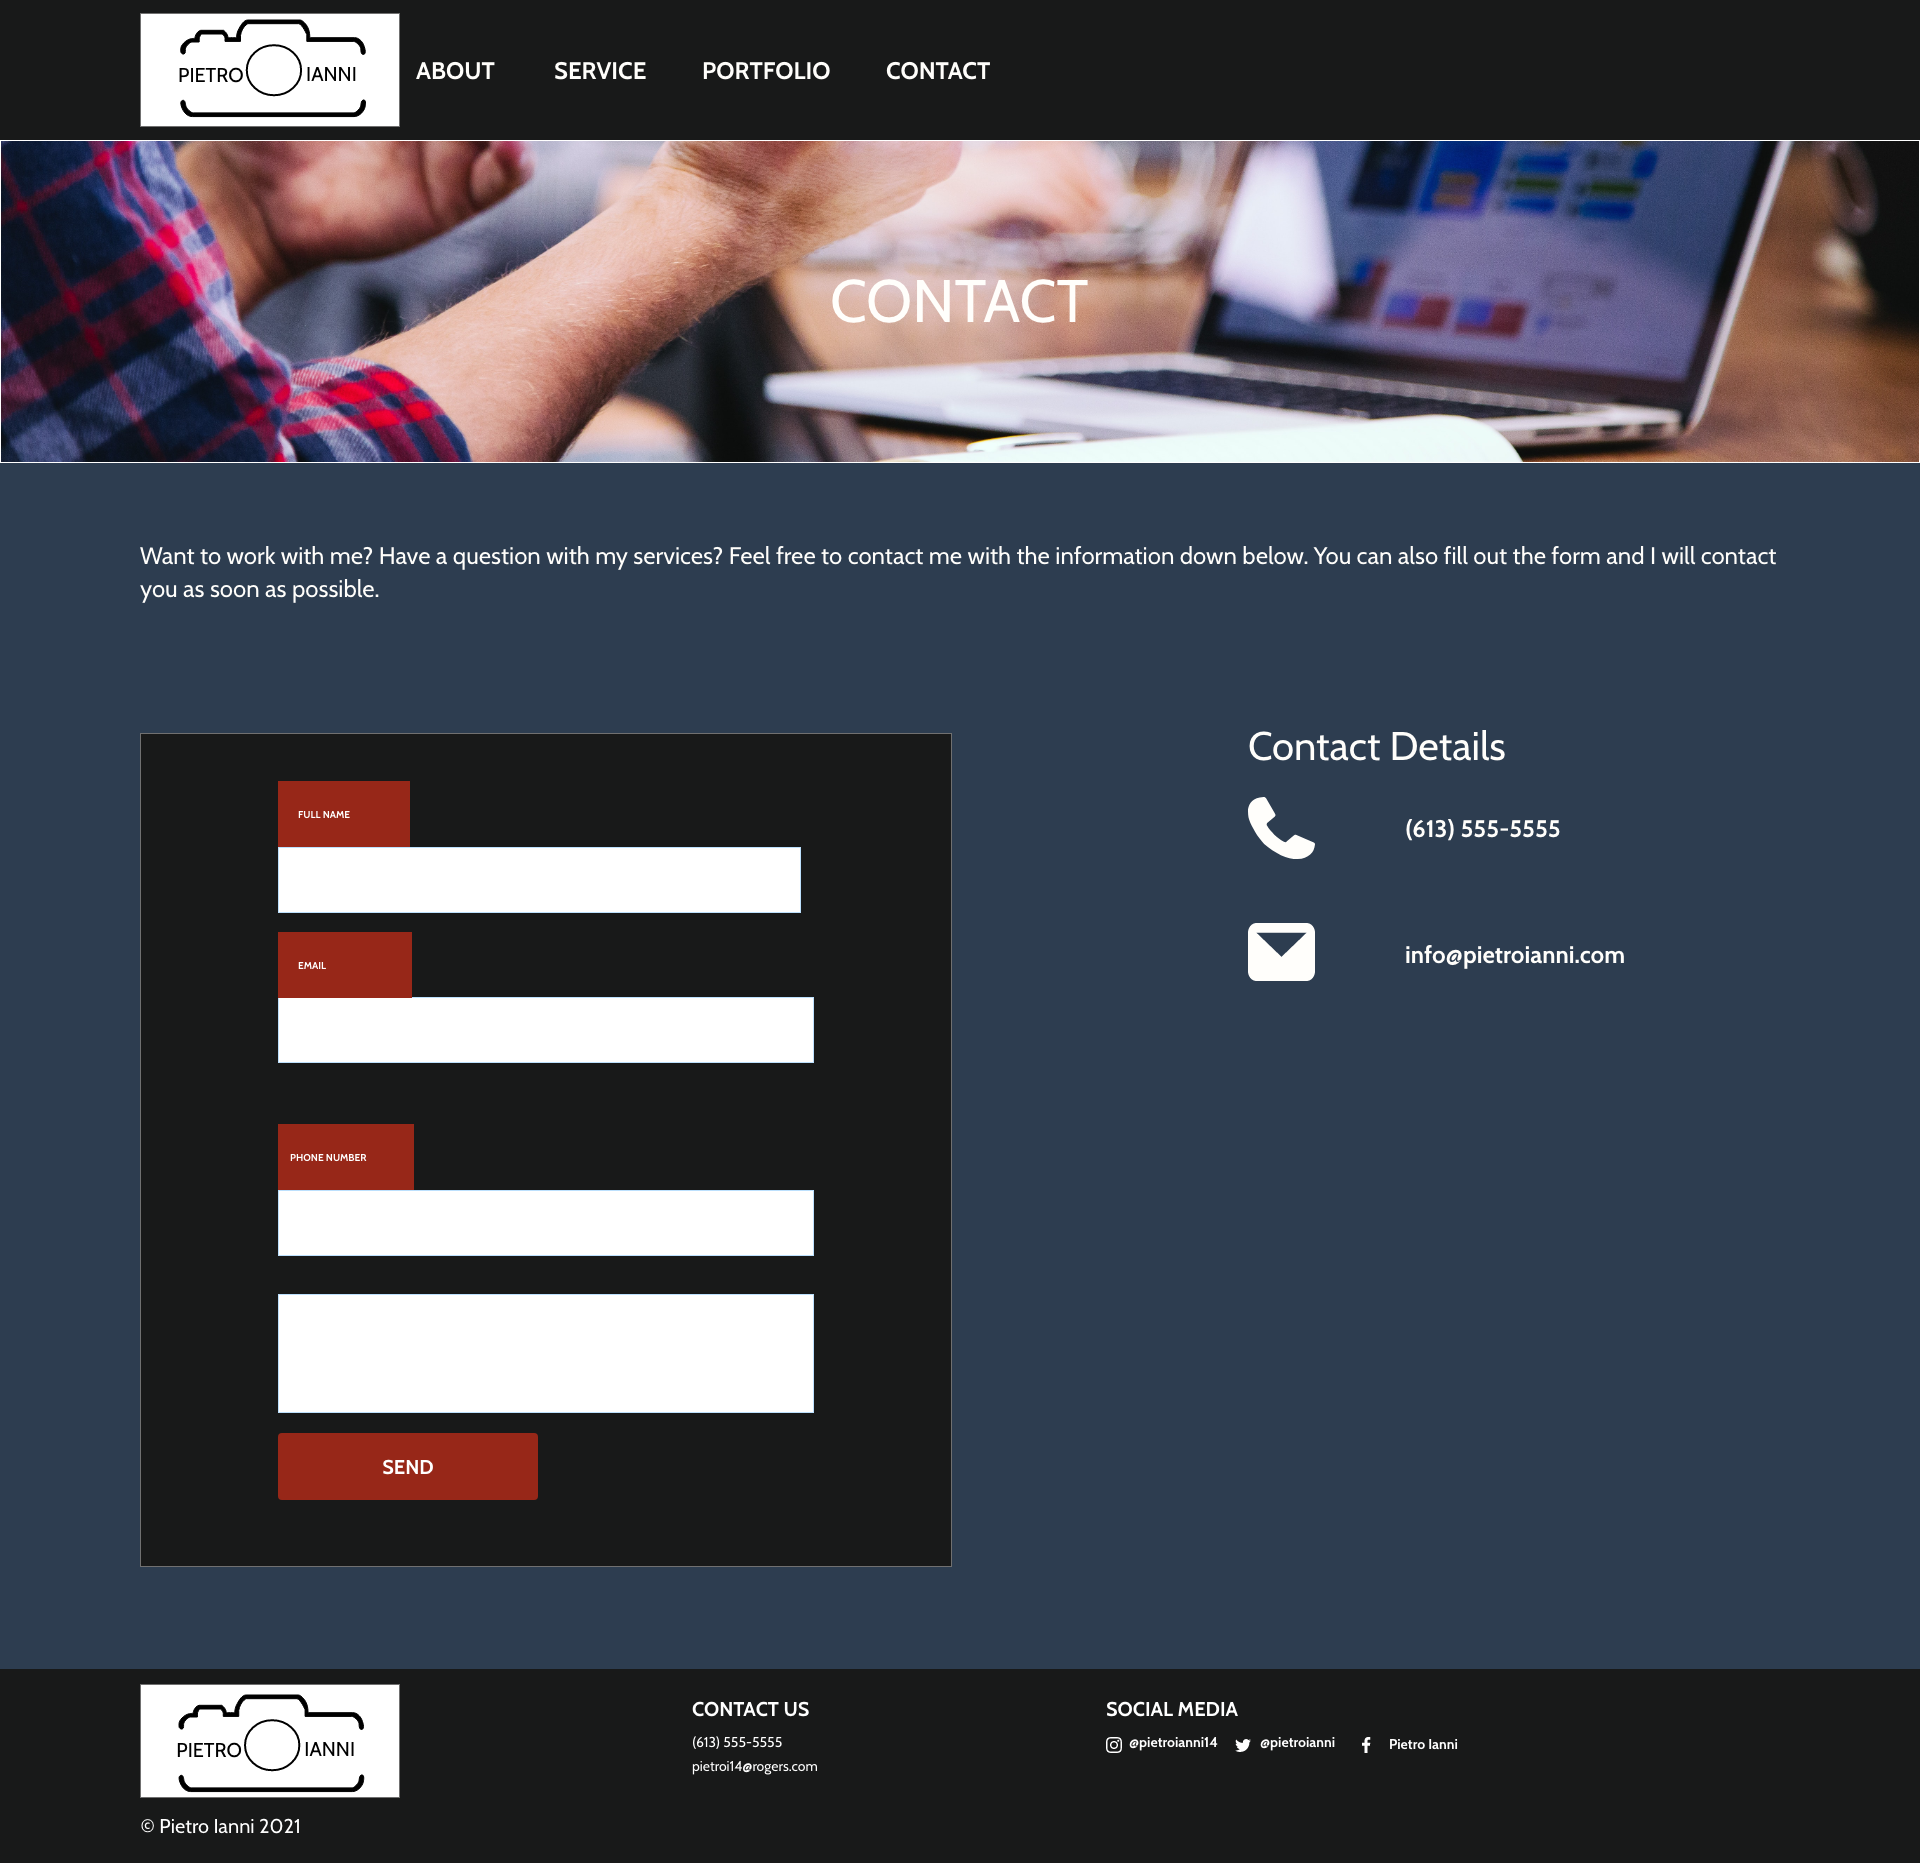 PIETRO IANNI
ABOUT SERVICE PORTFOLIO CONTACT
CONTACT
Want to work with me? Have a question with my services? Feel free to contact me with the information down below. You can also fill out the form and I will contact
you as soon as possible.
Contact Details
(613) 555-5555
info@pietroianni.com
FULL NAME
EMAIL
PHONE NUMBER
SEND
PIETRO IANNI
© Pietro Ianni 2021
CONTACT US
(613) 555-5555
pietroi14@rogers.com
SOCIAL MEDIA
@pietroianni14 @pietroianni Pietro Ianni